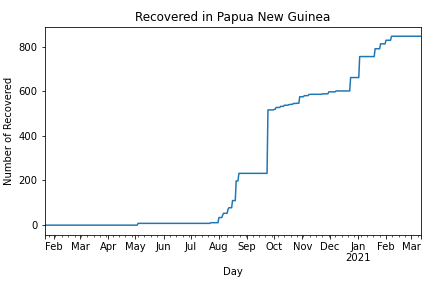 Recovered in Papua New Guinea
Number of Recovered
800
600
400
200
0
Feb Mar Apr May Jun Jul Aug Sep Oct Nov Dec Jan Feb Mar
2021
Day